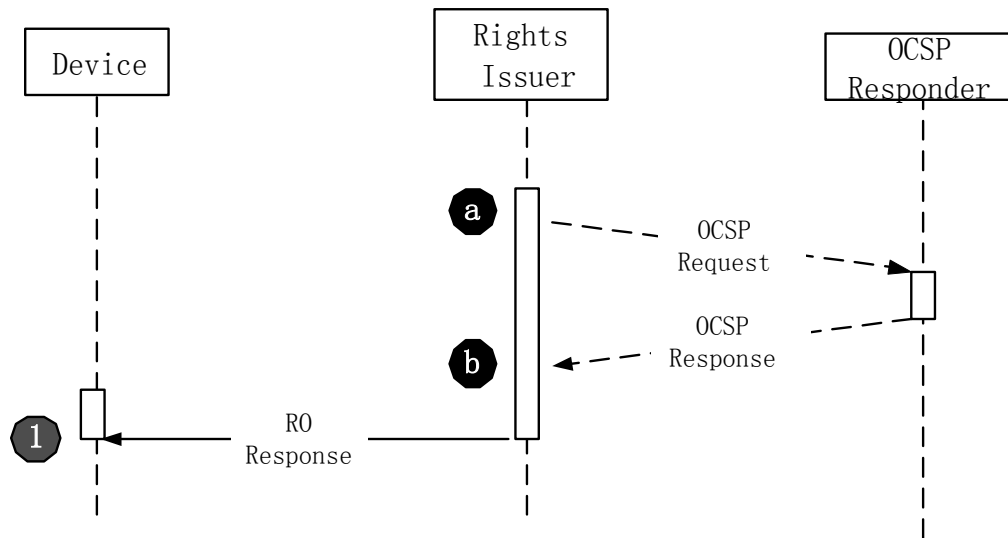 Device
Rights
Issuer
OCSP
Responder
a
OCSP
Request
OCSP
Response
b
1
RO
Response